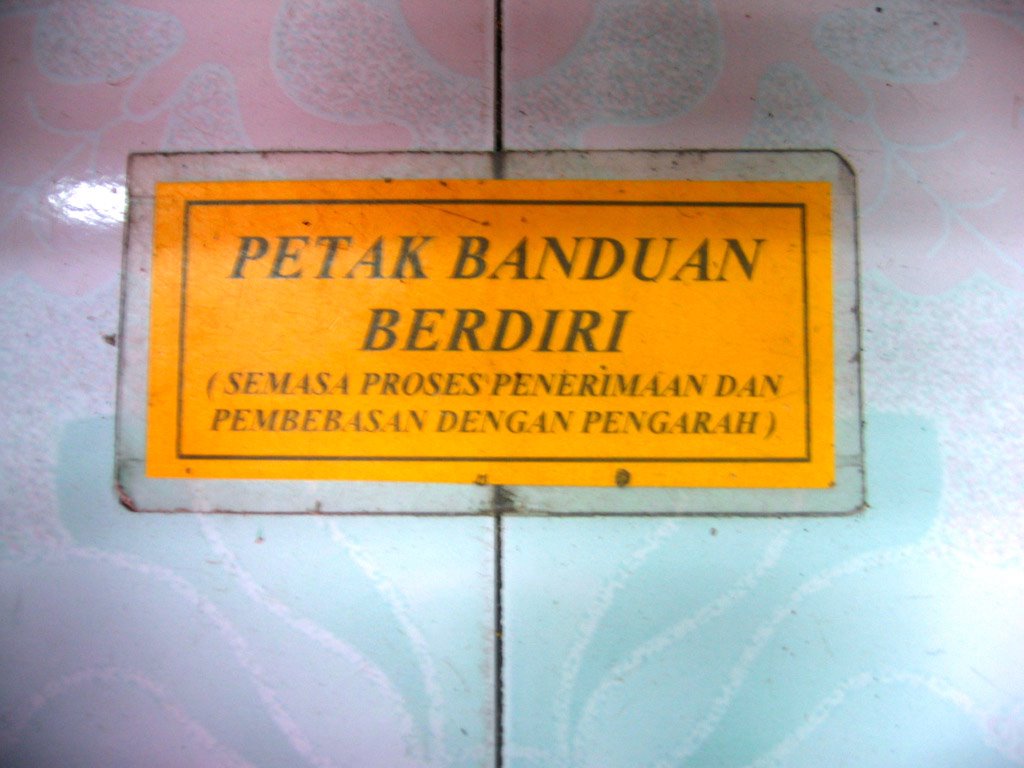 PETAK BANDUAN
BERDIRI
( SEMASA PROSES PENERIMAAN DAN
PEMBEBASAN DENGAN PENGARAH )